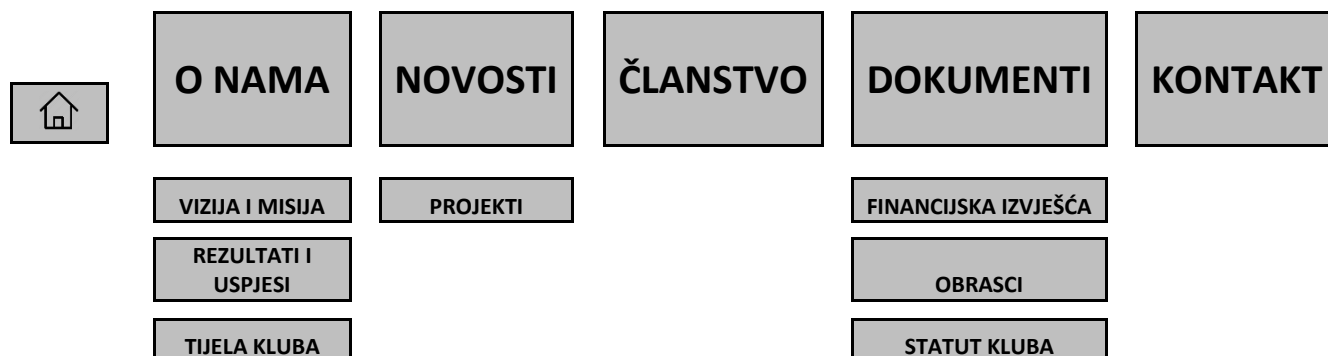 O NAMA
NOVOSTI
ČLANSTVO
DOKUMENTI
KONTAKT
VIZIJA I MISIJA
PROJEKTI
FINANCIJSKA IZVJEŠĆA
REZULTATI I
USPJESI
OBRASCI
TIJELA KLUBA
STATUT KLUBA